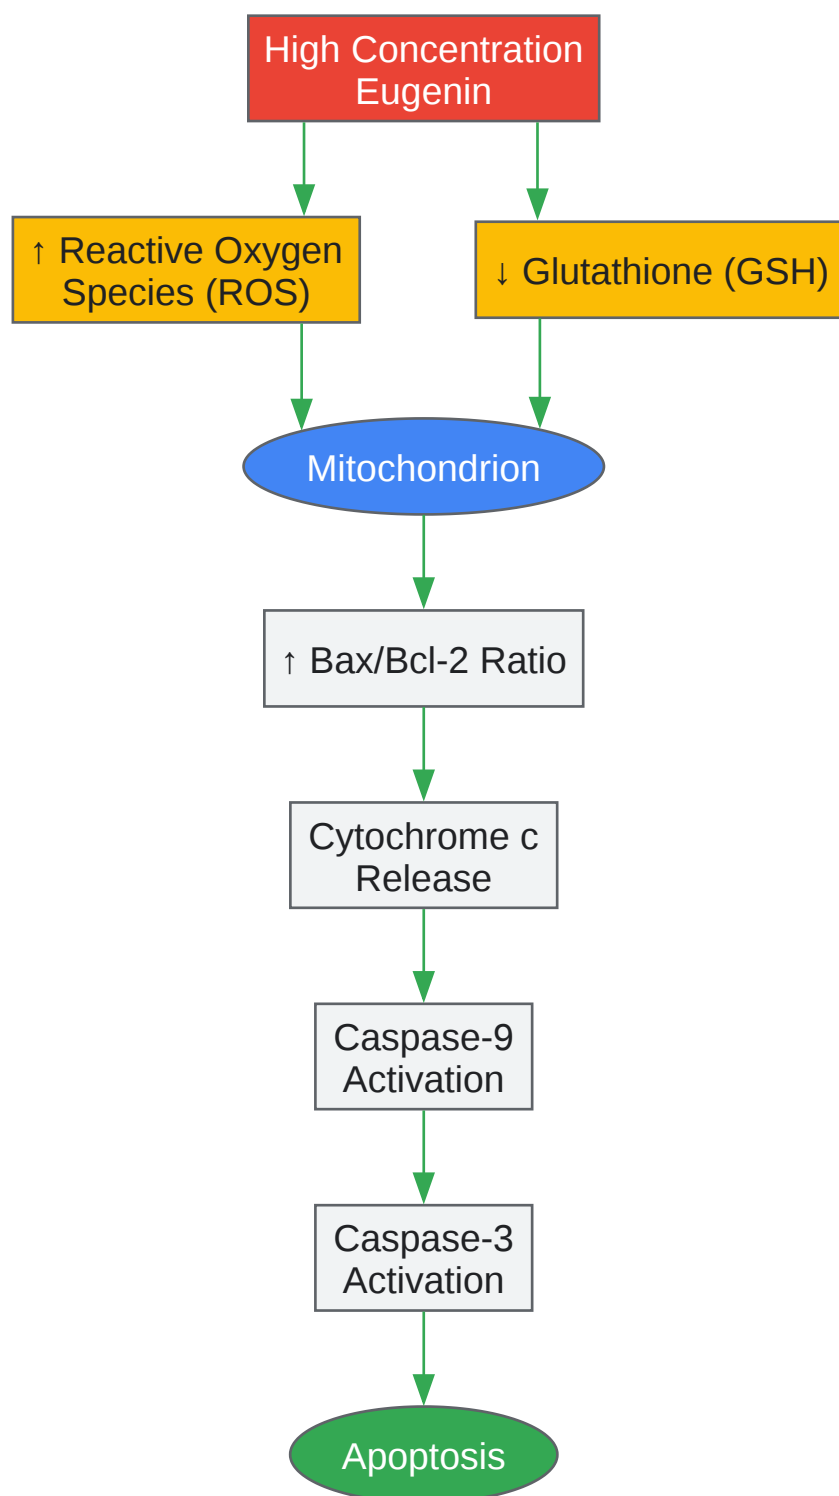 High Concentration
Eugenin
↑ Reactive Oxygen
Species (ROS)
↓ Glutathione (GSH)
Mitochondrion
↑ Bax/Bcl-2 Ratio
Cytochrome c
Release
Caspase-9
Activation
Caspase-3
Activation
Apoptosis